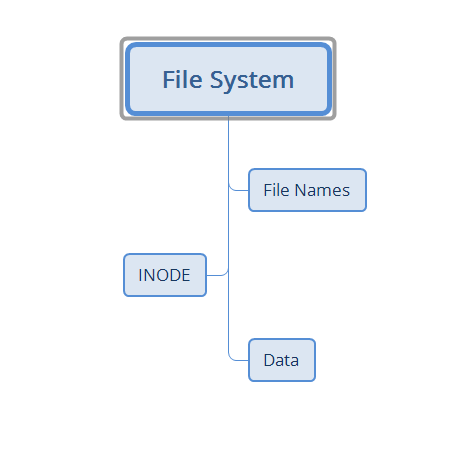 File System
File Names
INODE
Data